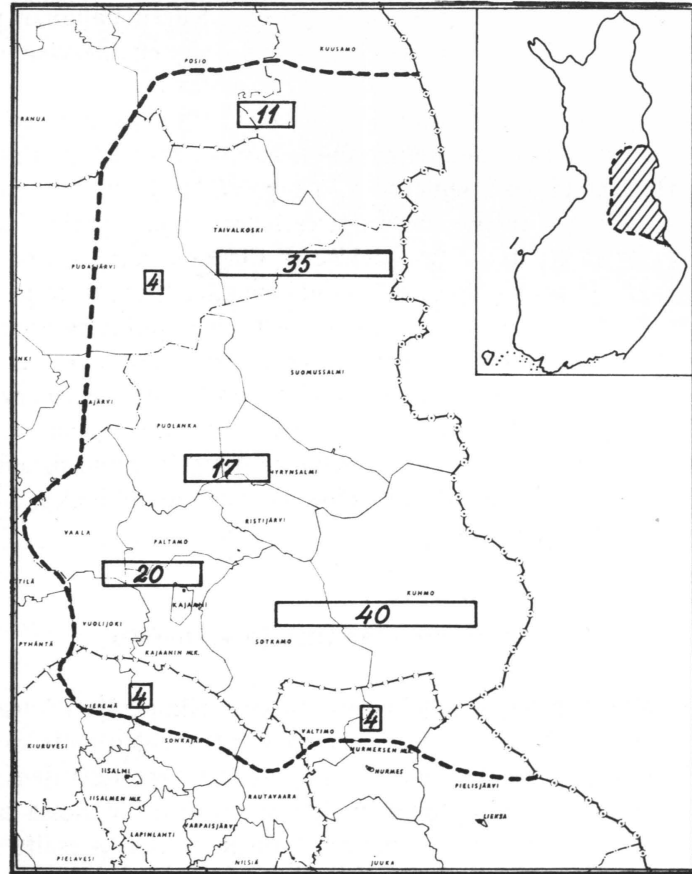 POSIO
KUUSAMO
RANUA
11
TAIVALKOSKI
35
PUDASJÄRVI
4
SUOMUSSALMI
PUOLANKA
17
HYRYNSALMI
RISTIJÄRVI
VAALA
PALTAMO
20
KAJAANI
KUHMO
40
VUOLIJOKI
SOTKAMO
PYHÄNTÄ
KAJAANIN MLK.
4
VIEREMÄ
4
VALTIMO
SONKAJÄ
NURMEKSEN MLK.
KIURUVESI
IISALMI
NURMES
PIELISJÄRVI
IISALMEN MLK.
RAUTAVAARA
LIEKSA
VARPAISJÄRVI
LAPINLAHTI
PIELAVESI
NILSIÄ
JUUKA